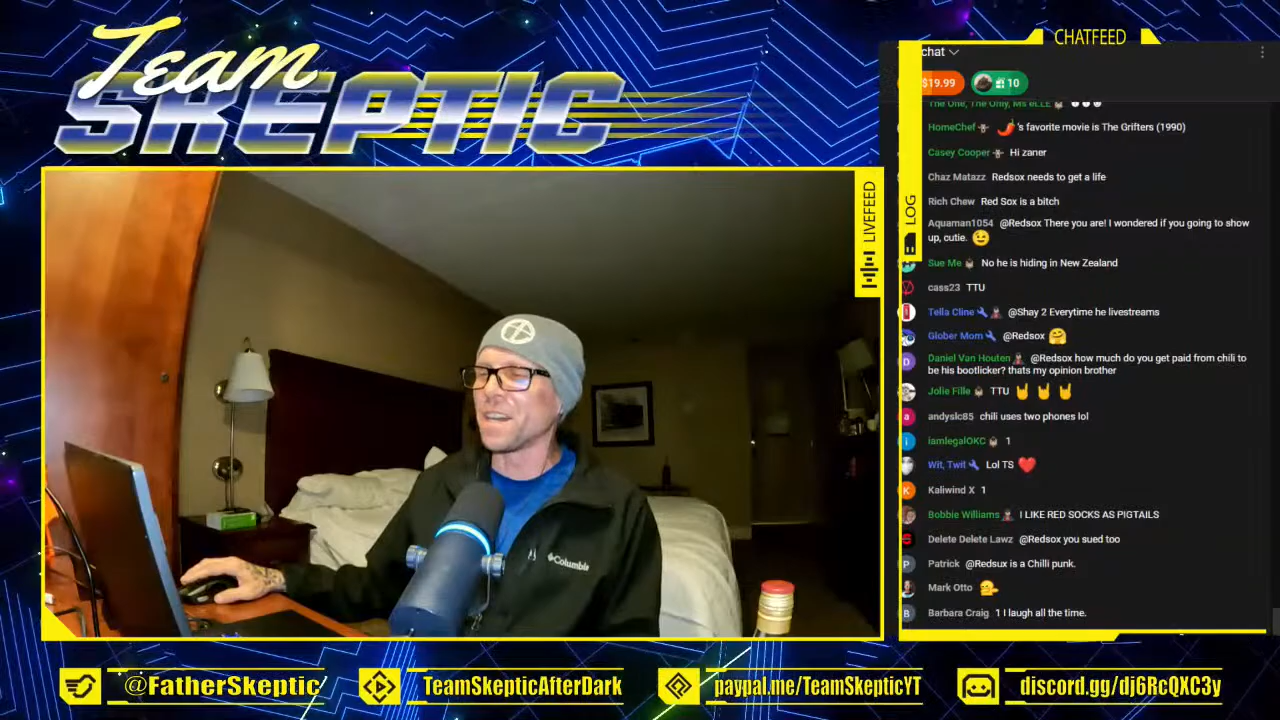 Team
SKEPTIC
CHATFEED
chat
$19.99
10
The One, The Only, Ms eLLE
HomeChef 's favorite movie is The Grifters (1990)
Casey Cooper Hi zaner
Chaz Matazz Redsox needs to get a life
Rich Chew Red Sox is a bitch
Aquaman1054 @Redsox There you are! I wondered if you going to show
up, cutie.
Sue Me No he is hiding in New Zealand
cass23 TTU
Tella Cline @Shay 2 Everytime he livestreams
Glober Mom @Redsox
Daniel Van Houten @Redsox how much do you get paid from chili to
be his bootlicker? thats my opinion brother
Jolie Fille TTU
andyslc85 chili uses two phones lol
iamlegalOKC 1
Wit, Twit Lol TS
Kaliwind X 1
Bobbie Williams I LIKE RED SOCKS AS PIGTAILS
Delete Delete Lawz @Redsox you sued too
Patrick @Redsux is a Chilli punk.
Mark Otto
Barbara Craig 1 I laugh all the time.
LIVEFEED
LOG
Columbia
@FatherSkeptic
TeamSkepticAfterDark
paypal.me/TeamSkepticYT
discord.gg/dj6RcQXC3y